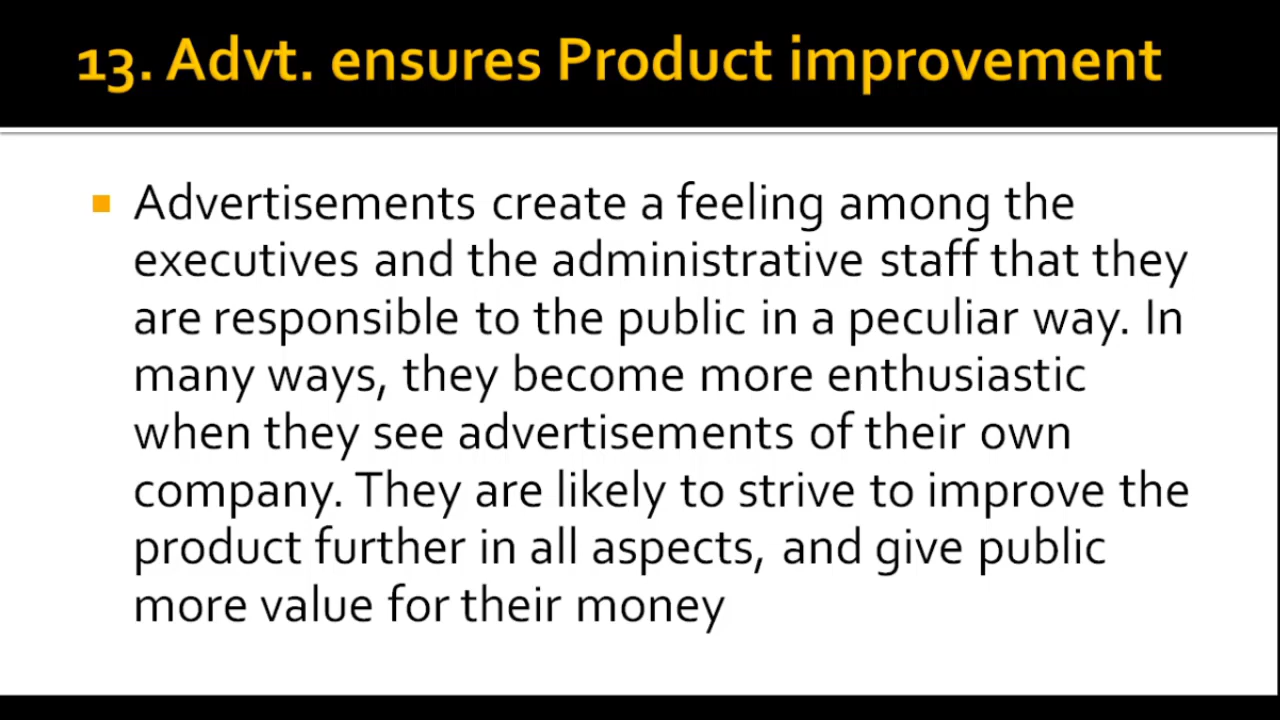 13. Advt. ensures Product improvement
Advertisements create a feeling among the
executives and the administrative staff that they
are responsible to the public in a peculiar way. In
many ways, they become more enthusiastic
when they see advertisements of their own
company. They are likely to strive to improve the
product further in all aspects, and give public
more value for their money